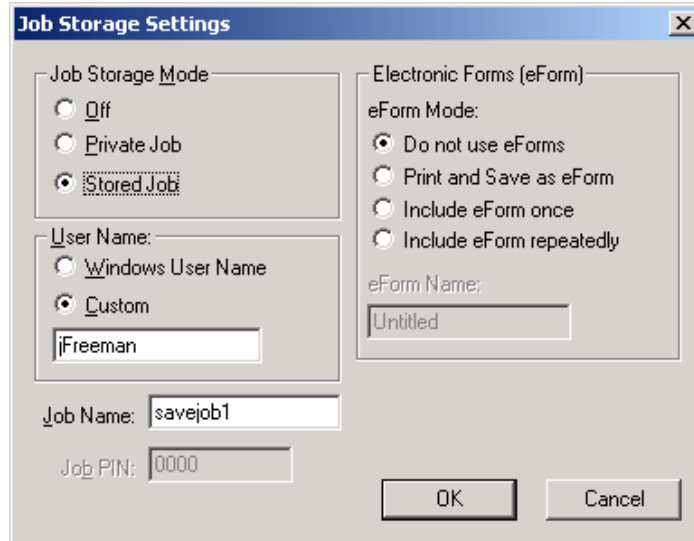 Job Storage Settings
Job Storage Mode
Off
Private Job
Stored Job
User Name:
Windows User Name
Custom
jFreeman
Job Name: savejob1
Job PIN: 0000
Electronic Forms (eForm)
eForm Mode:
Do not use eForms
Print and Save as eForm
Include eForm once
Include eForm repeatedly
eForm Name:
Untitled
OK Cancel